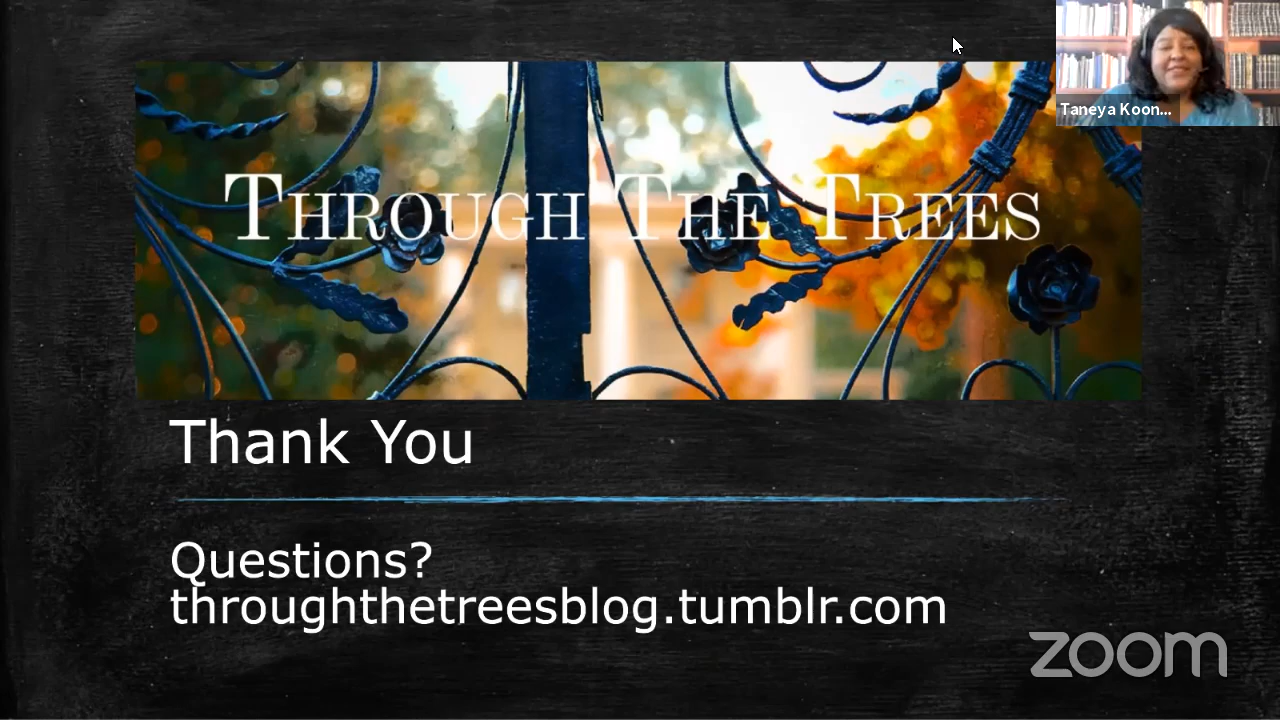 Taneya Koon...
THROUGH THE TREES
Thank You
Questions?
throughthetreesblog.tumblr.com
zoom